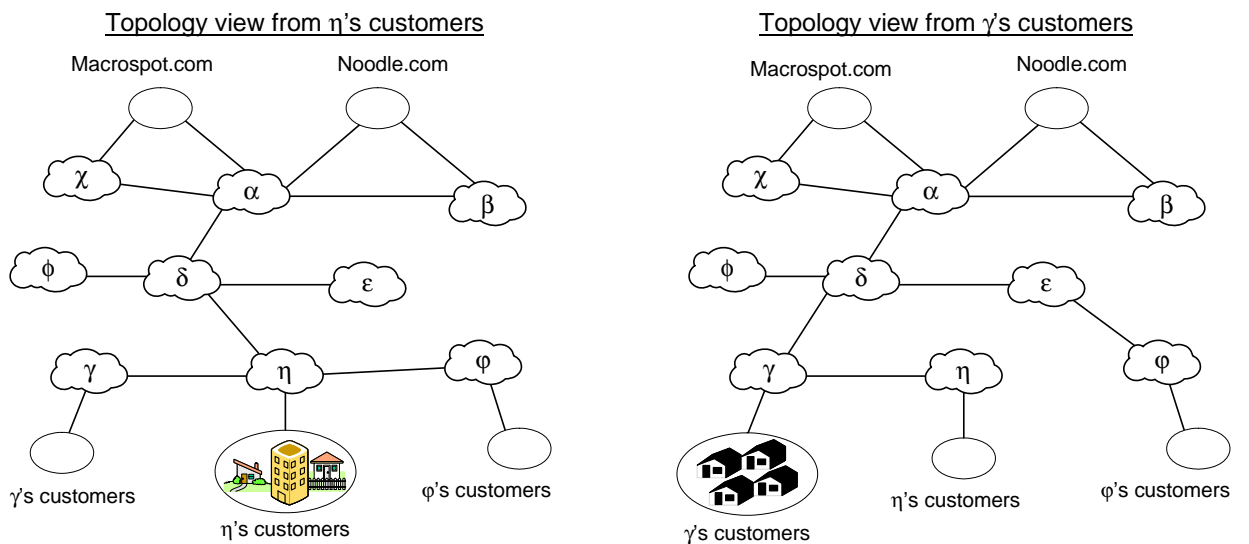 Topology view from η's customers
Macrospot.com
Noodle.com
χ
α
β
ϕ
δ
ε
γ
η
φ
γ's customers
η's customers
φ's customers
Topology view from γ's customers
Macrospot.com
Noodle.com
χ
α
β
ϕ
δ
ε
γ
η
φ
γ's customers
η's customers
φ's customers